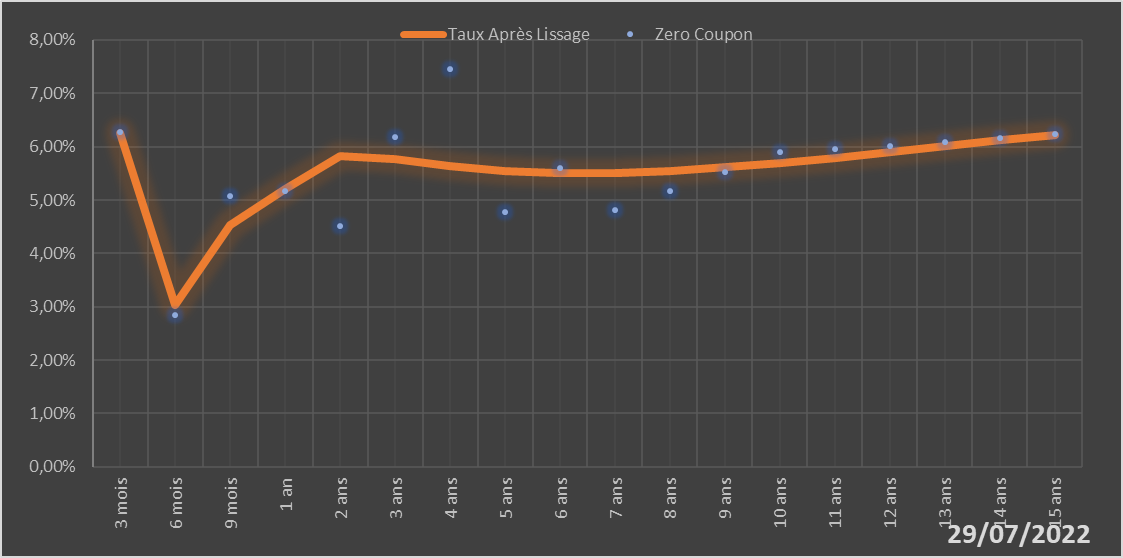 Taux Après Lissage Zero Coupon
8,00%
7,00%
6,00%
5,00%
4,00%
3,00%
2,00%
1,00%
0,00%
3 mois
6 mois
9 mois
1 an
2 ans
3 ans
4 ans
5 ans
6 ans
7 ans
8 ans
9 ans
10 ans
11 ans
12 ans
13 ans
14 ans
15 ans
29/07/2022